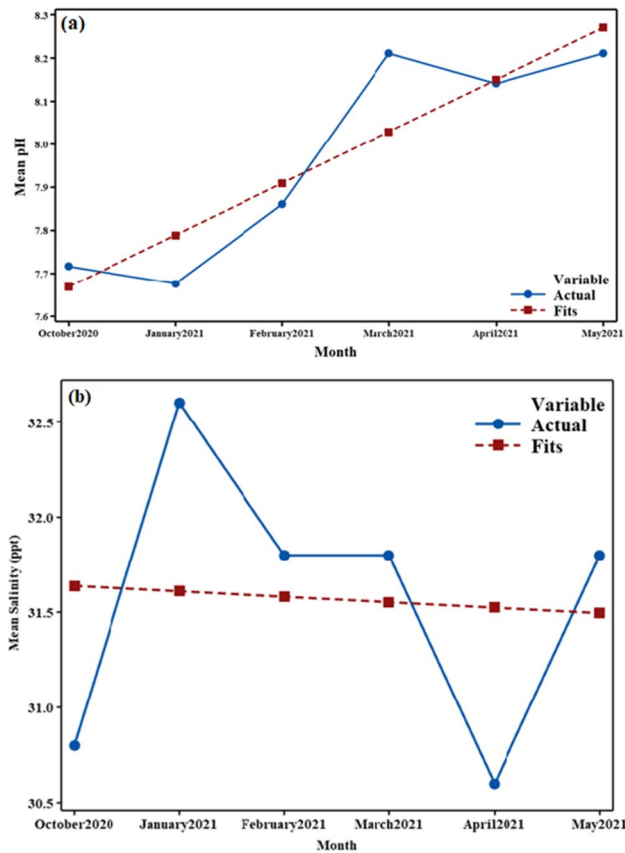 (a)
8.3
8.2
8.1
8.0
7.9
7.8
7.7
7.6
Mean pH
Variable
Actual
Fits
October2020 January2021 February2021 March2021 April2021 May2021
Month
(b)
32.5
32.0
31.5
31.0
30.5
Mean Salinity (ppt)
Variable
Actual
Fits
October2020 January2021 February2021 March2021 April2021 May2021
Month